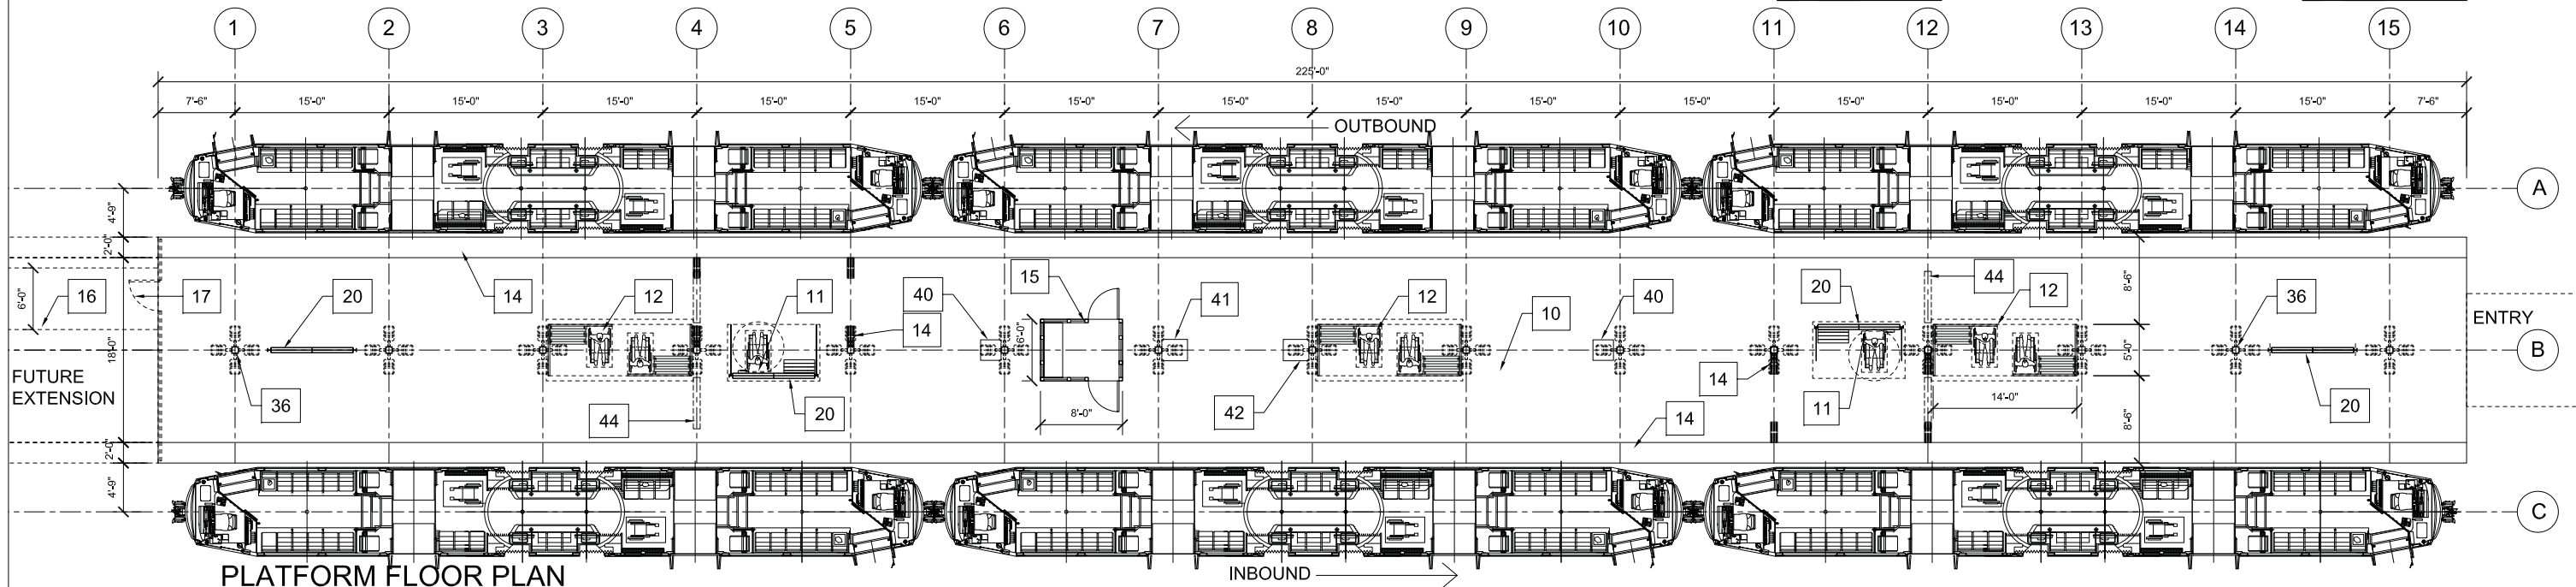 1 2 3 4 5 6 7 8 9 10 11 12 13 14 15
225'-0"
7'-6" 15'-0" 15'-0" 15'-0" 15'-0" 15'-0" 15'-0" 15'-0" 15'-0" 15'-0" 15'-0" 15'-0" 15'-0" 15'-0" 15'-0" 7'-6"
OUTBOUND
A
4'-9"
2'-0"
16 17 20 14 12 11 40 15 41 12 10 40 20 44 12 36
6'-0"
8'-6"
14
16'-0"
ENTRY
18'-0"
5'-0"
B
FUTURE
EXTENSION
36 44 20 8'-0" 42 14 11 14'-0" 20
14
8'-6"
2'-0"
4'-9"
C
PLATFORM FLOOR PLAN
INBOUND